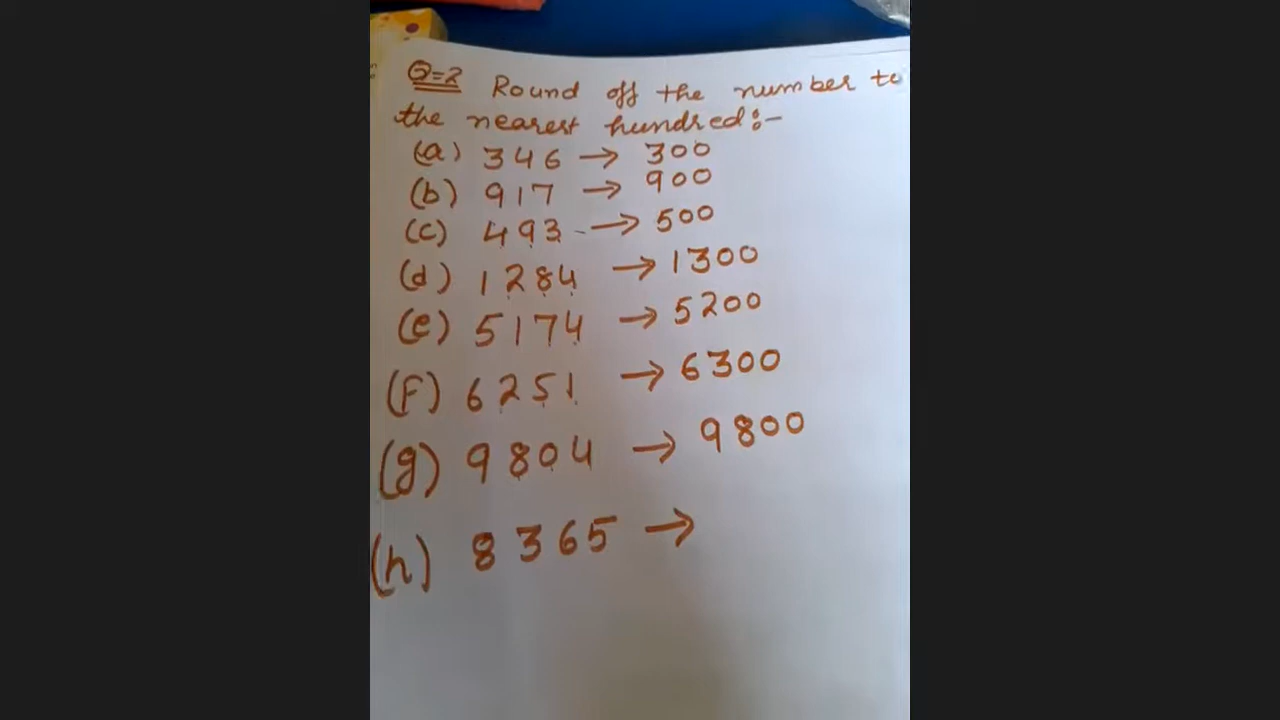 Q=2 Round off the number to
the nearest hundred:-
(a) 346 → 300
(b) 917 → 900
(c) 493 → 500
(d) 1284 → 1300
(e) 5174 → 5200
(F) 6251 → 6300
(g) 9804 → 9800
(h) 8365 →